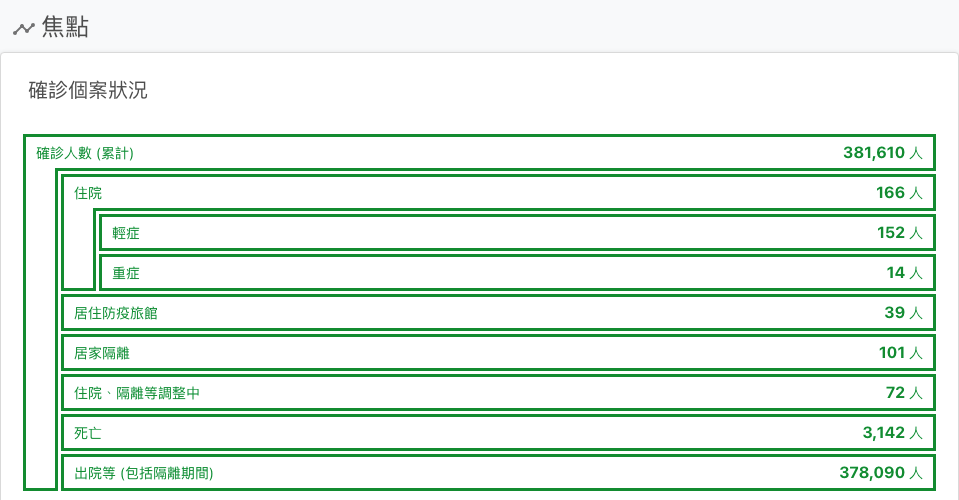 焦點
確診個案狀況
確診人數 (累計) 381,610 人
住院 166 人
輕症 152 人
重症 14 人
居住防疫旅館 39 人
居家隔離 101 人
住院、隔離等調整中 72 人
死亡 3,142 人
出院等 (包括隔離期間) 378,090 人